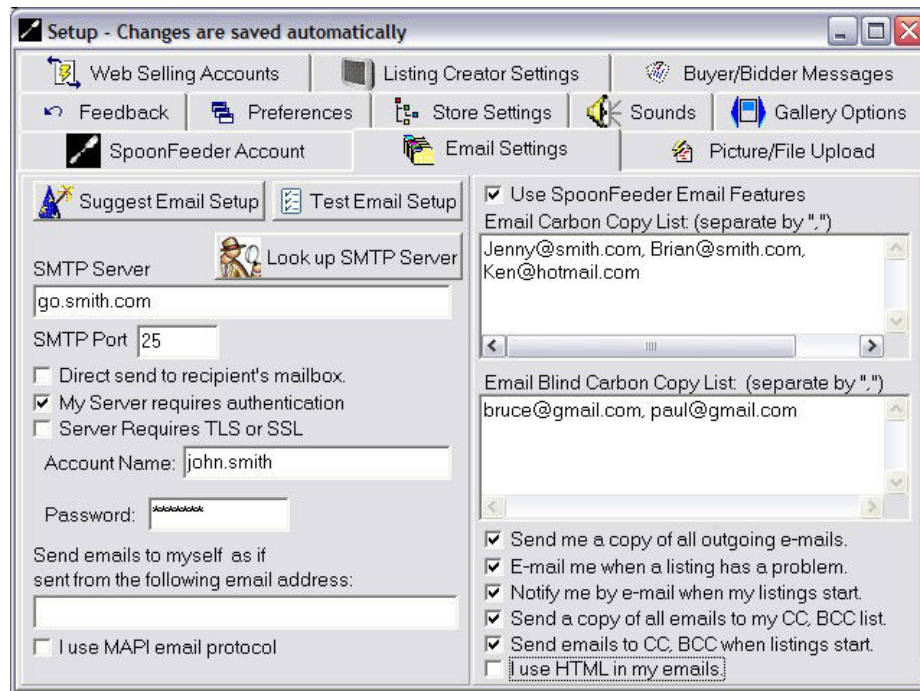 Setup - Changes are saved automatically
Web Selling Accounts
Listing Creator Settings
Buyer/Bidder Messages
Feedback
Preferences
Store Settings
Sounds
Gallery Options
SpoonFeeder Account
Email Settings
Picture/File Upload
Suggest Email Setup
Test Email Setup
Look up SMTP Server
SMTP Server
go.smith.com
SMTP Port 25
Direct send to recipient's mailbox.
My Server requires authentication
Server Requires TLS or SSL
Account Name: john.smith
Password: ********
Send emails to myself as if
sent from the following email address:
I use MAPI email protocol
Use SpoonFeeder Email Features
Email Carbon Copy List: (separate by ",")
Jenny@smith.com, Brian@smith.com,
Ken@hotmail.com
Email Blind Carbon Copy List: (separate by ",")
bruce@gmail.com, paul@gmail.com
Send me a copy of all outgoing e-mails.
E-mail me when a listing has a problem.
Notify me by e-mail when my listings start.
Send a copy of all emails to my CC, BCC list.
Send emails to CC, BCC when listings start.
I use HTML in my emails.